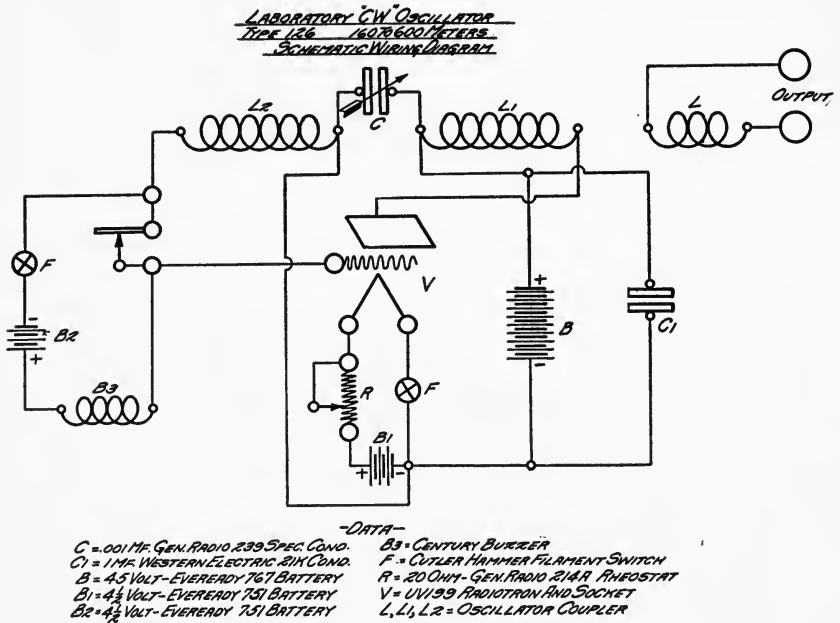 LABORATORY "CW" OSCILLATOR
TYPE 126 160 TO 600 METERS
SCHEMATIC WIRING DIAGRAM
L2
C
L1
L
OUTPUT
F
V
- B2 +
B3
R
F
+ B1 -
+
B
-
C1
-DATA-
C = .001 MF. GEN. RADIO 239 SPEC. COND.
C1 = 1 MF. WESTERN ELECTRIC 21K COND.
B = 45 VOLT - EVEREADY 767 BATTERY
B1 = 4½ VOLT - EVEREADY 751 BATTERY
B2 = 4½ VOLT - EVEREADY 751 BATTERY
B3 = CENTURY BUZZER
F = CUTLER HAMMER FILAMENT SWITCH
R = 20 OHM - GEN. RADIO 214A RHEOSTAT
V = UV199 RADIOTRON AND SOCKET
L, L1, L2 = OSCILLATOR COUPLER